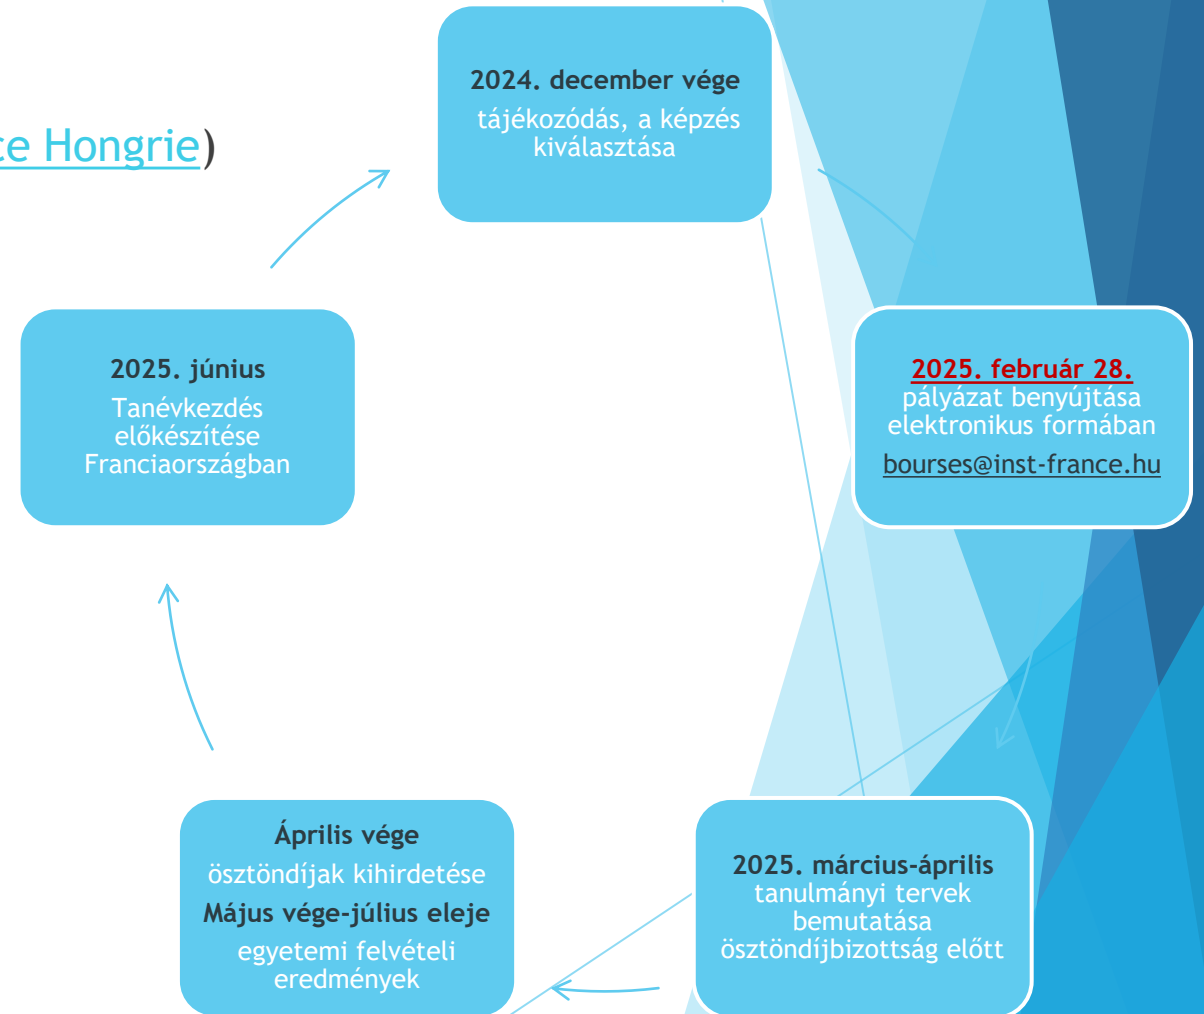 ce Hongrie)
2024. december vége
tájékozódás, a képzés
kiválasztása
2025. február 28.
pályázat benyújtása
elektronikus formában
bourses@inst-france.hu
2025. március-április
tanulmányi tervek
bemutatása
ösztöndíjbizottság előtt
Április vége
ösztöndíjak kihirdetése
Május vége-július eleje
egyetemi felvételi
eredmények
2025. június
Tanévkezdés
előkészítése
Franciaországban